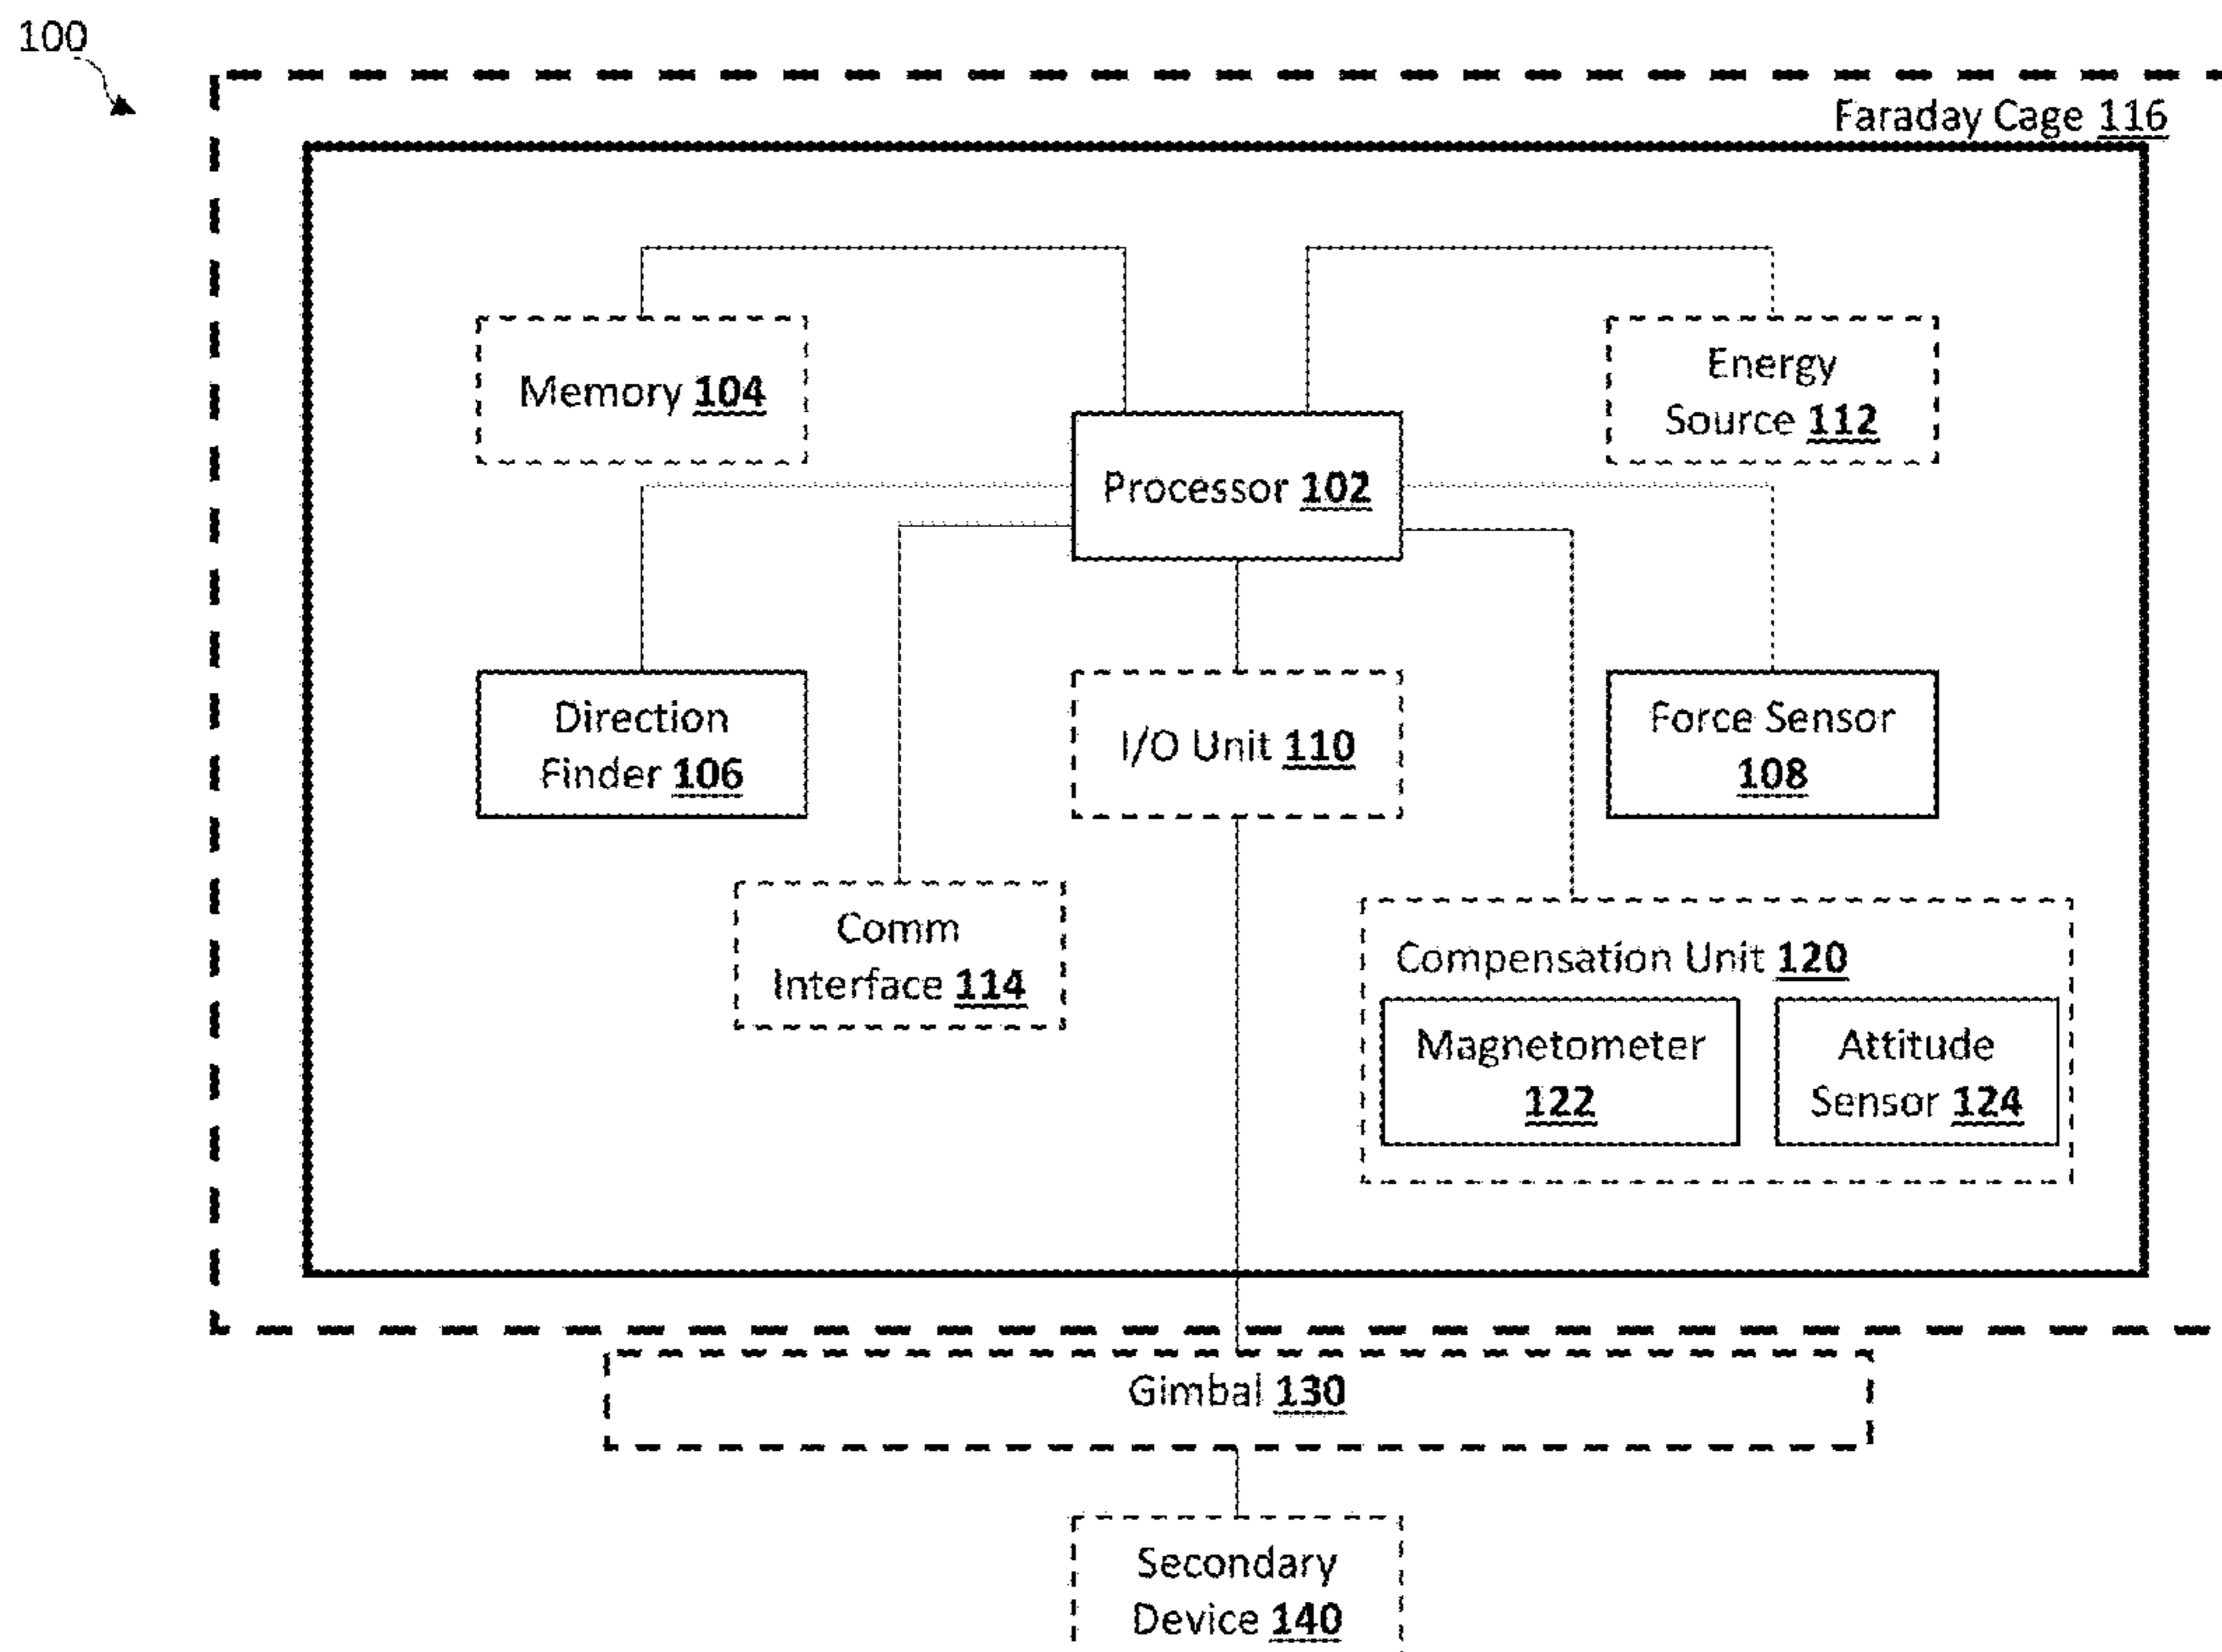 100
Faraday Cage 116
Memory 104
Energy
Source 112
Processor 102
Direction
Finder 106
I/O Unit 110
Force Sensor
108
Comm
Interface 114
Compensation Unit 120
Magnetometer
122
Attitude
Sensor 124
Gimbal 130
Secondary
Device 140